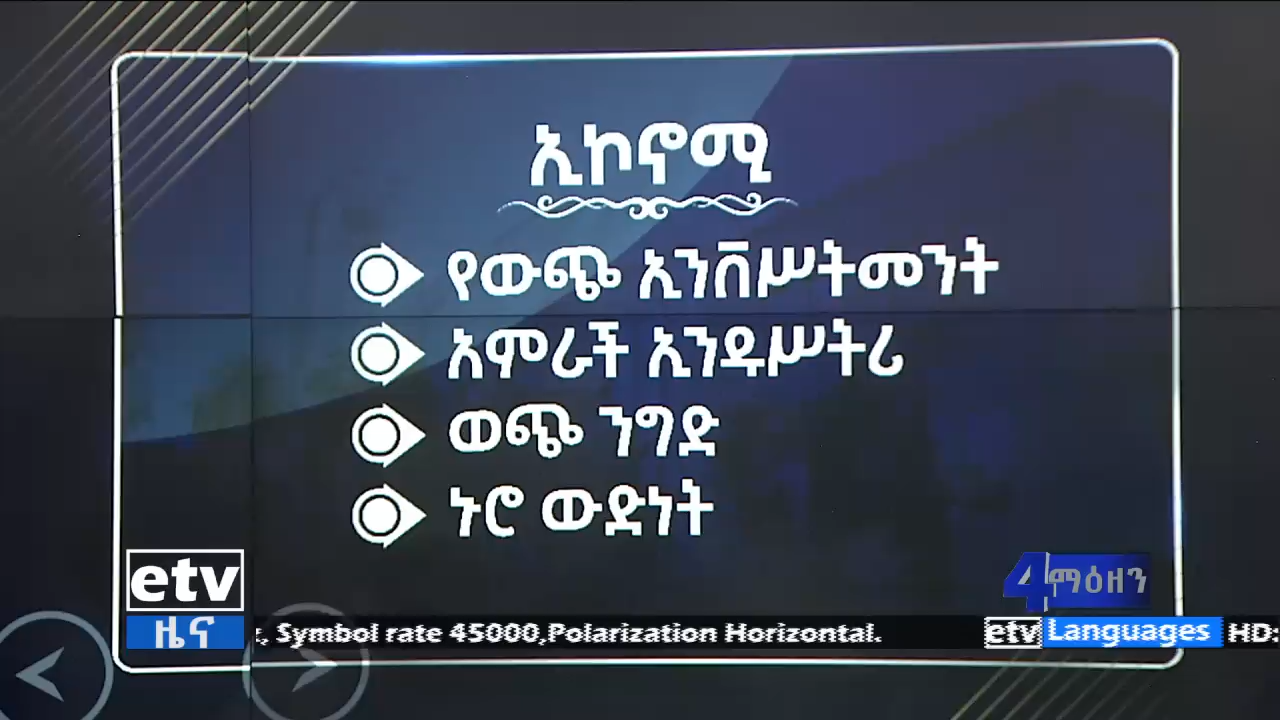 ኢኮኖሚ
የውጭ ኢንቨሥትመንት
አምራች ኢንዱሥትሪ
ወጭ ንግድ
ኑሮ ውድነት
etv
ዜና
4 ማዕዘን
, Symbol rate 45000,Polarization Horizontal.
etv Languages HD: